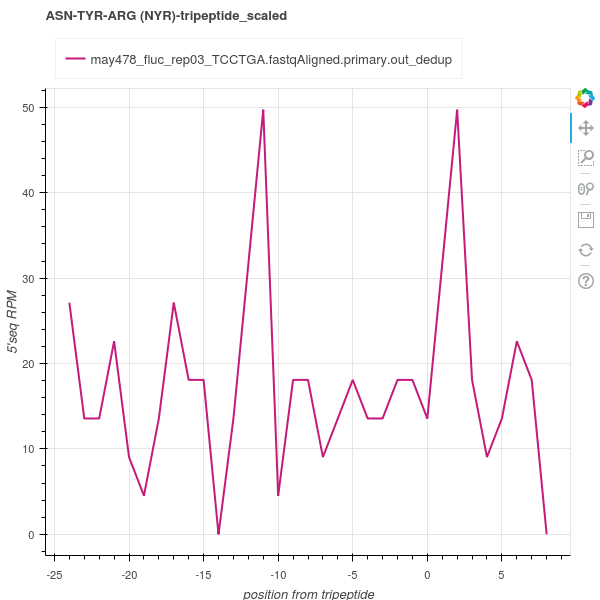 ASN-TYR-ARG (NYR)-tripeptide_scaled
may478_fluc_rep03_TCCTGA.fastqAligned.primary.out_dedup
50
40
30
20
10
0
5'seq RPM
-25 -20 -15 -10 -5 0 5
position from tripeptide